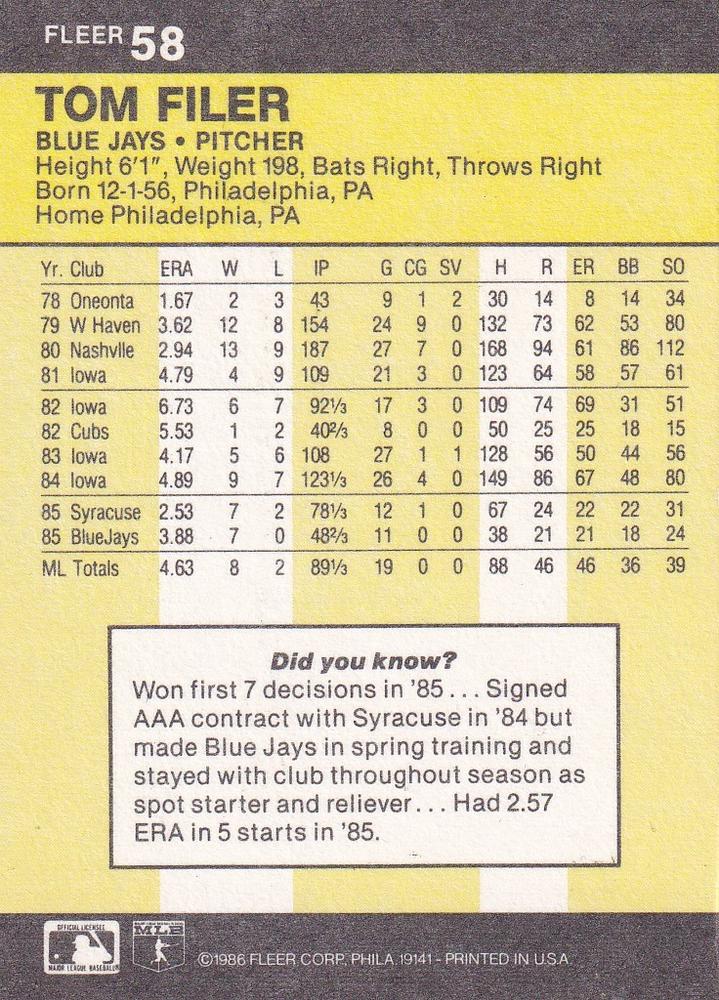 FLEER 58
TOM FILER
BLUE JAYS • PITCHER
Height 6'1", Weight 198, Bats Right, Throws Right
Born 12-1-56, Philadelphia, PA
Home Philadelphia, PA
Yr. Club ERA W L IP G CG SV H R ER BB SO
78 Oneonta 1.67 2 3 43 9 1 2 30 14 8 14 34
79 W Haven 3.62 12 8 154 24 9 0 132 73 62 53 80
80 Nashvlle 2.94 13 9 187 27 7 0 168 94 61 86 112
81 Iowa 4.79 4 9 109 21 3 0 123 64 58 57 61
82 Iowa 6.73 6 7 92⅓ 17 3 0 109 74 69 31 51
82 Cubs 5.53 1 2 40⅔ 8 0 0 50 25 25 18 15
83 Iowa 4.17 5 6 108 27 1 1 128 56 50 44 56
84 Iowa 4.89 9 7 123⅓ 26 4 0 149 86 67 48 80
85 Syracuse 2.53 7 2 78⅓ 12 1 0 67 24 22 22 31
85 BlueJays 3.88 7 0 48⅔ 11 0 0 38 21 21 18 24
ML Totals 4.63 8 2 89⅓ 19 0 0 88 46 46 36 39
Did you know?
Won first 7 decisions in '85... Signed
AAA contract with Syracuse in '84 but
made Blue Jays in spring training and
stayed with club throughout season as
spot starter and reliever... Had 2.57
ERA in 5 starts in '85.
OFFICIAL LICENSEE
MAJOR LEAGUE BASEBALL
MLB
©1986 FLEER CORP., PHILA. 19141 - PRINTED IN U.S.A.